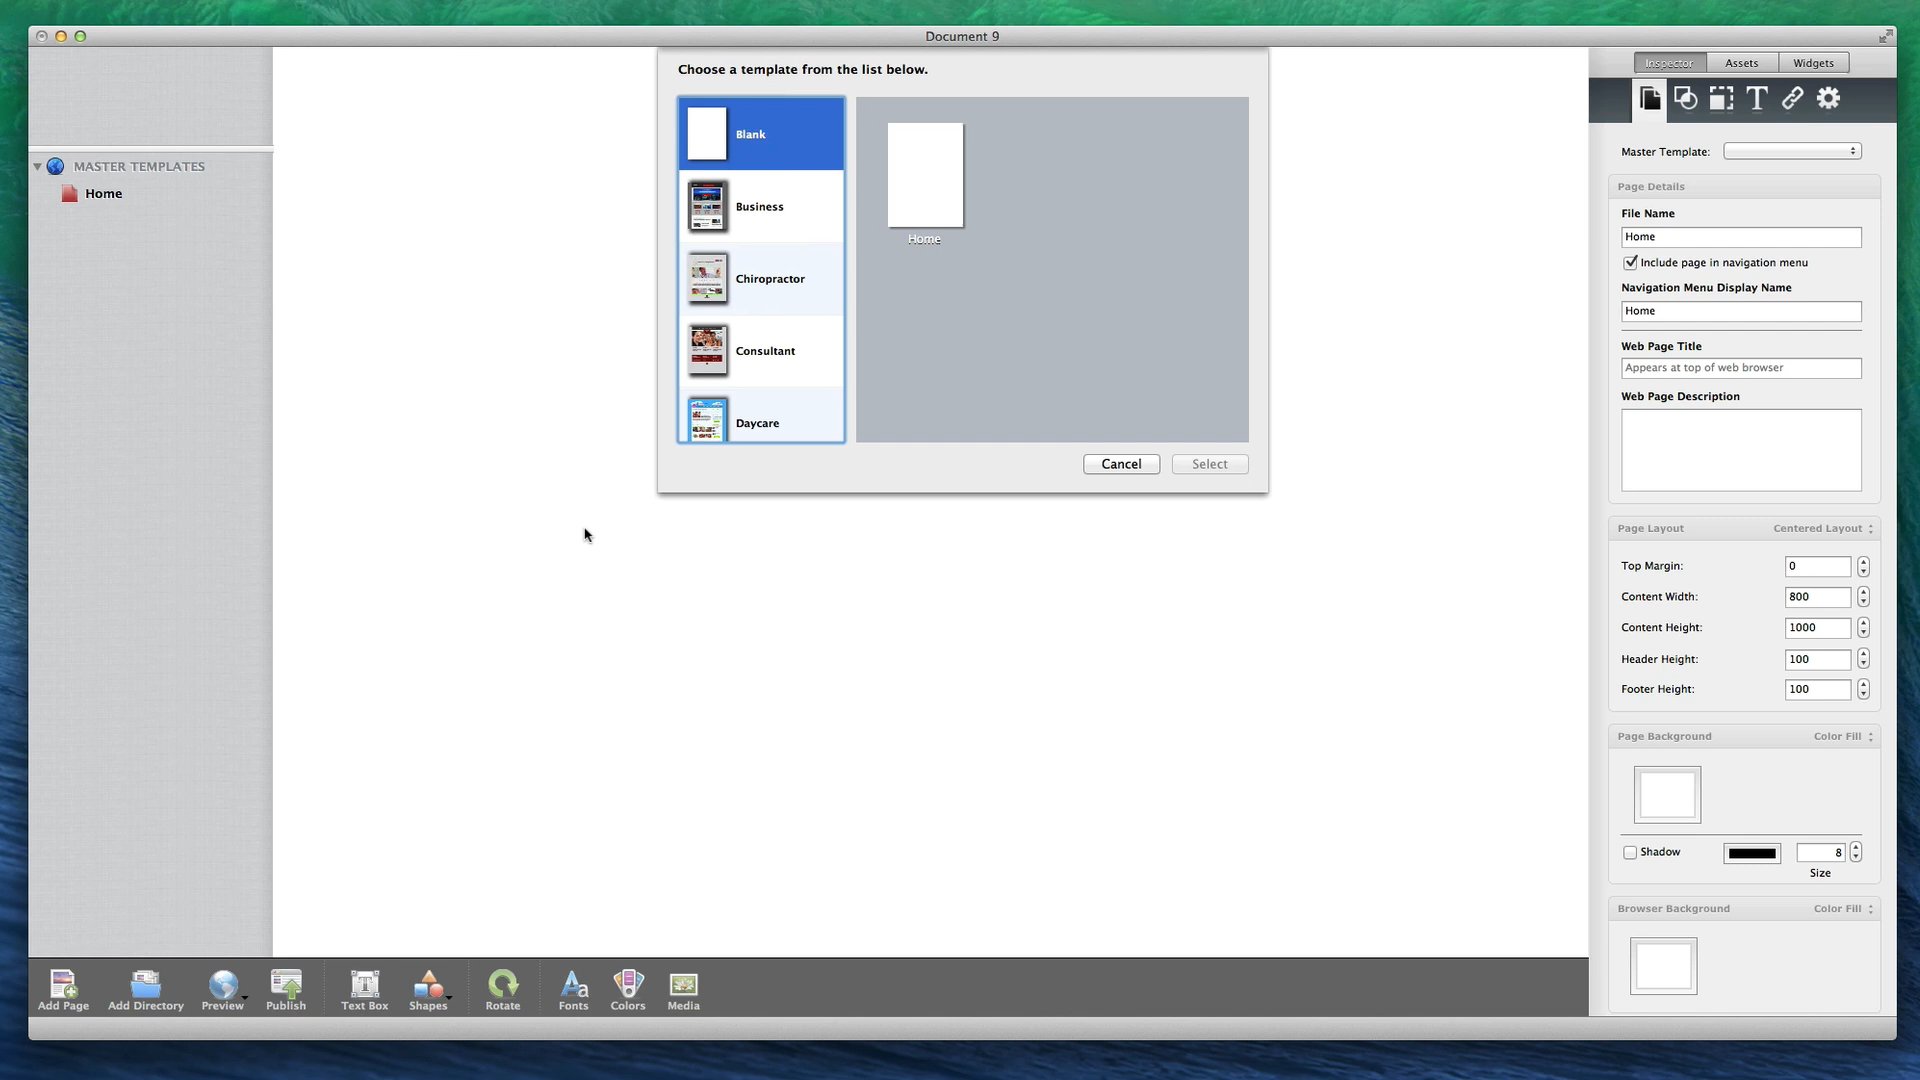 Document 9
MASTER TEMPLATES
Home
Choose a template from the list below.
Blank
Business
Chiropractor
Consultant
Daycare
Home
Cancel
Select
Inspector
Assets
Widgets
Master Template:
Page Details
File Name
Home
Include page in navigation menu
Navigation Menu Display Name
Home
Web Page Title
Appears at top of web browser
Web Page Description
Page Layout
Centered Layout
Top Margin:
0
Content Width:
800
Content Height:
1000
Header Height:
100
Footer Height:
100
Page Background
Color Fill
Shadow
8
Size
Browser Background
Color Fill
Add Page
Add Directory
Preview
Publish
Text Box
Shapes
Rotate
Fonts
Colors
Media